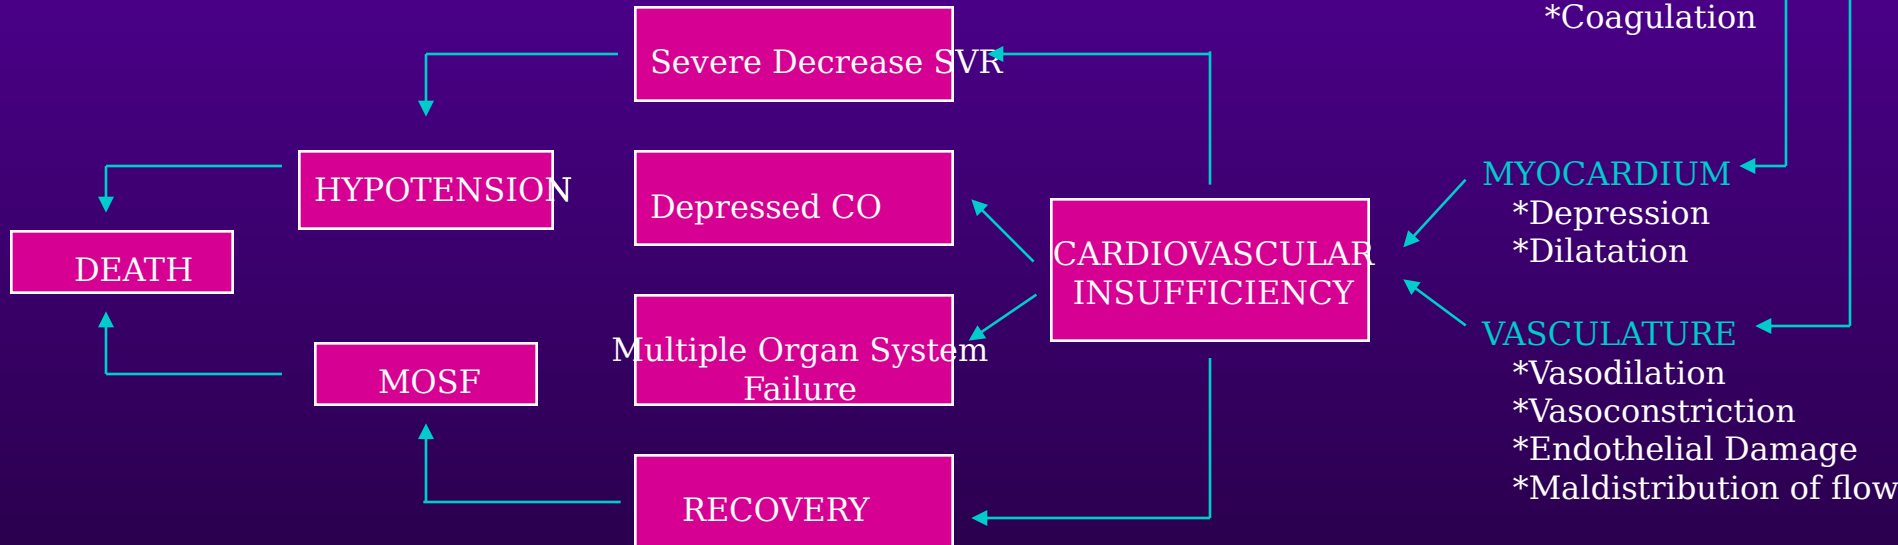 *Coagulation
Severe Decrease SVR
HYPOTENSION
Depressed CO
MYOCARDIUM
*Depression
*Dilatation
DEATH
CARDIOVASCULAR
INSUFFICIENCY
Multiple Organ System
Failure
MOSF
VASCULATURE
*Vasodilation
*Vasoconstriction
*Endothelial Damage
*Maldistribution of flow
RECOVERY